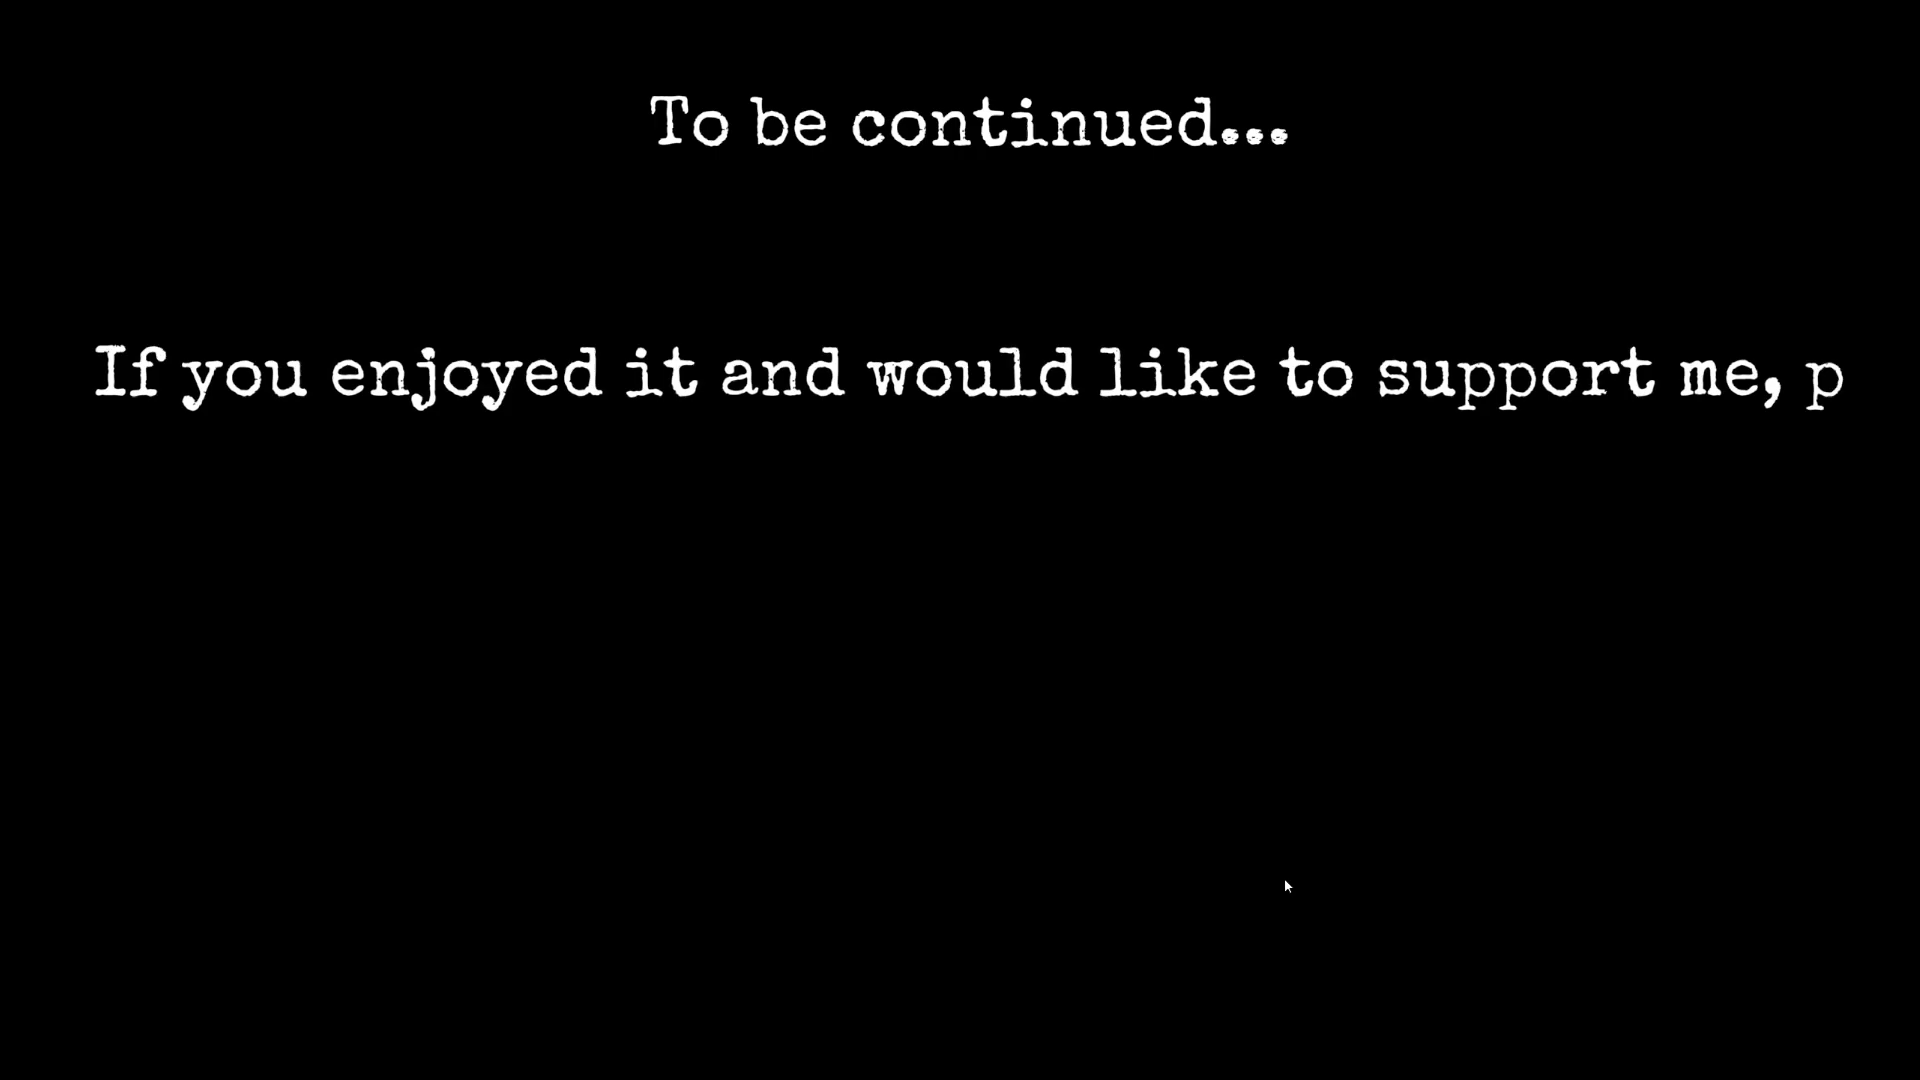 To be continued...
If you enjoyed it and would like to support me, p